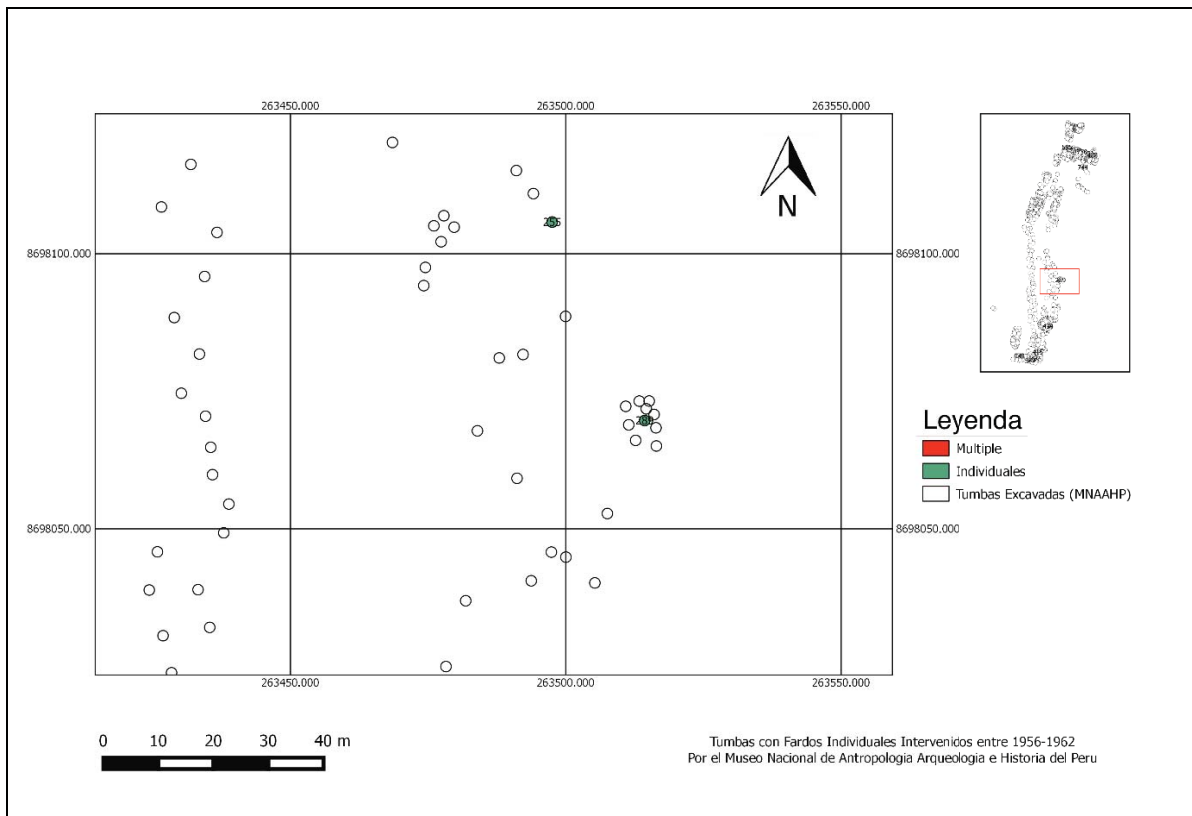 263450.000 263500.000 263550.000
N
8698100.000 8698100.000
8698050.000 8698050.000
263450.000 263500.000 263550.000
Leyenda
Multiple
Individuales
Tumbas Excavadas (MNAAHP)
0 10 20 30 40 m
Tumbas con Fardos Individuales Intervenidos entre 1956-1962
Por el Museo Nacional de Antropologia Arqueologia e Historia del Peru